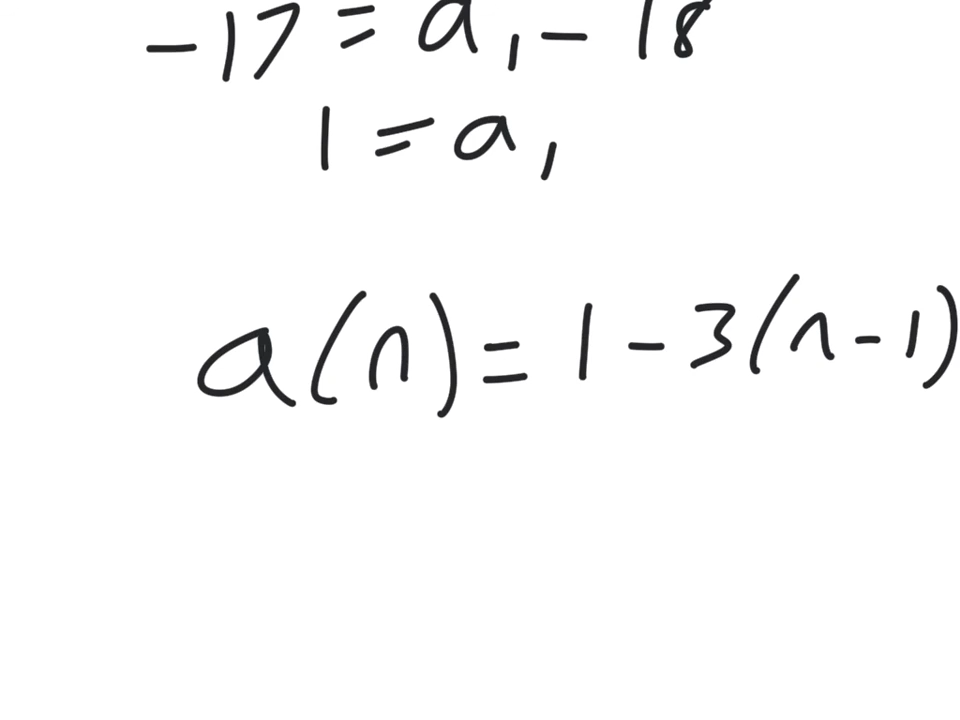 -17 = a₁ - 18
1 = a₁
a(n) = 1 - 3(n - 1)